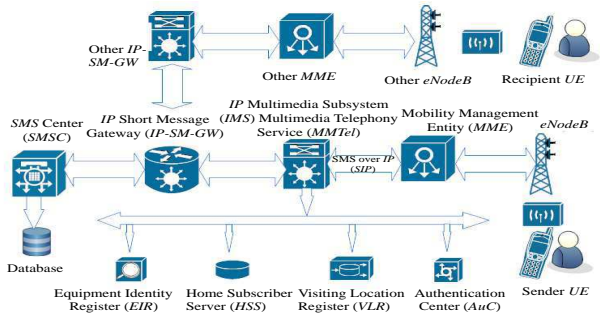 Other IP-
SM-GW
Other MME
Other eNodeB
Recipient UE
SMS Center
(SMSC)
IP Short Message
Gateway (IP-SM-GW)
IP Multimedia Subsystem
(IMS) Multimedia Telephony
Service (MMTel)
Mobility Management
Entity (MME)
eNodeB
SMS over IP
(SIP)
Database
Equipment Identity
Register (EIR)
Home Subscriber
Server (HSS)
Visiting Location
Register (VLR)
Authentication
Center (AuC)
Sender UE